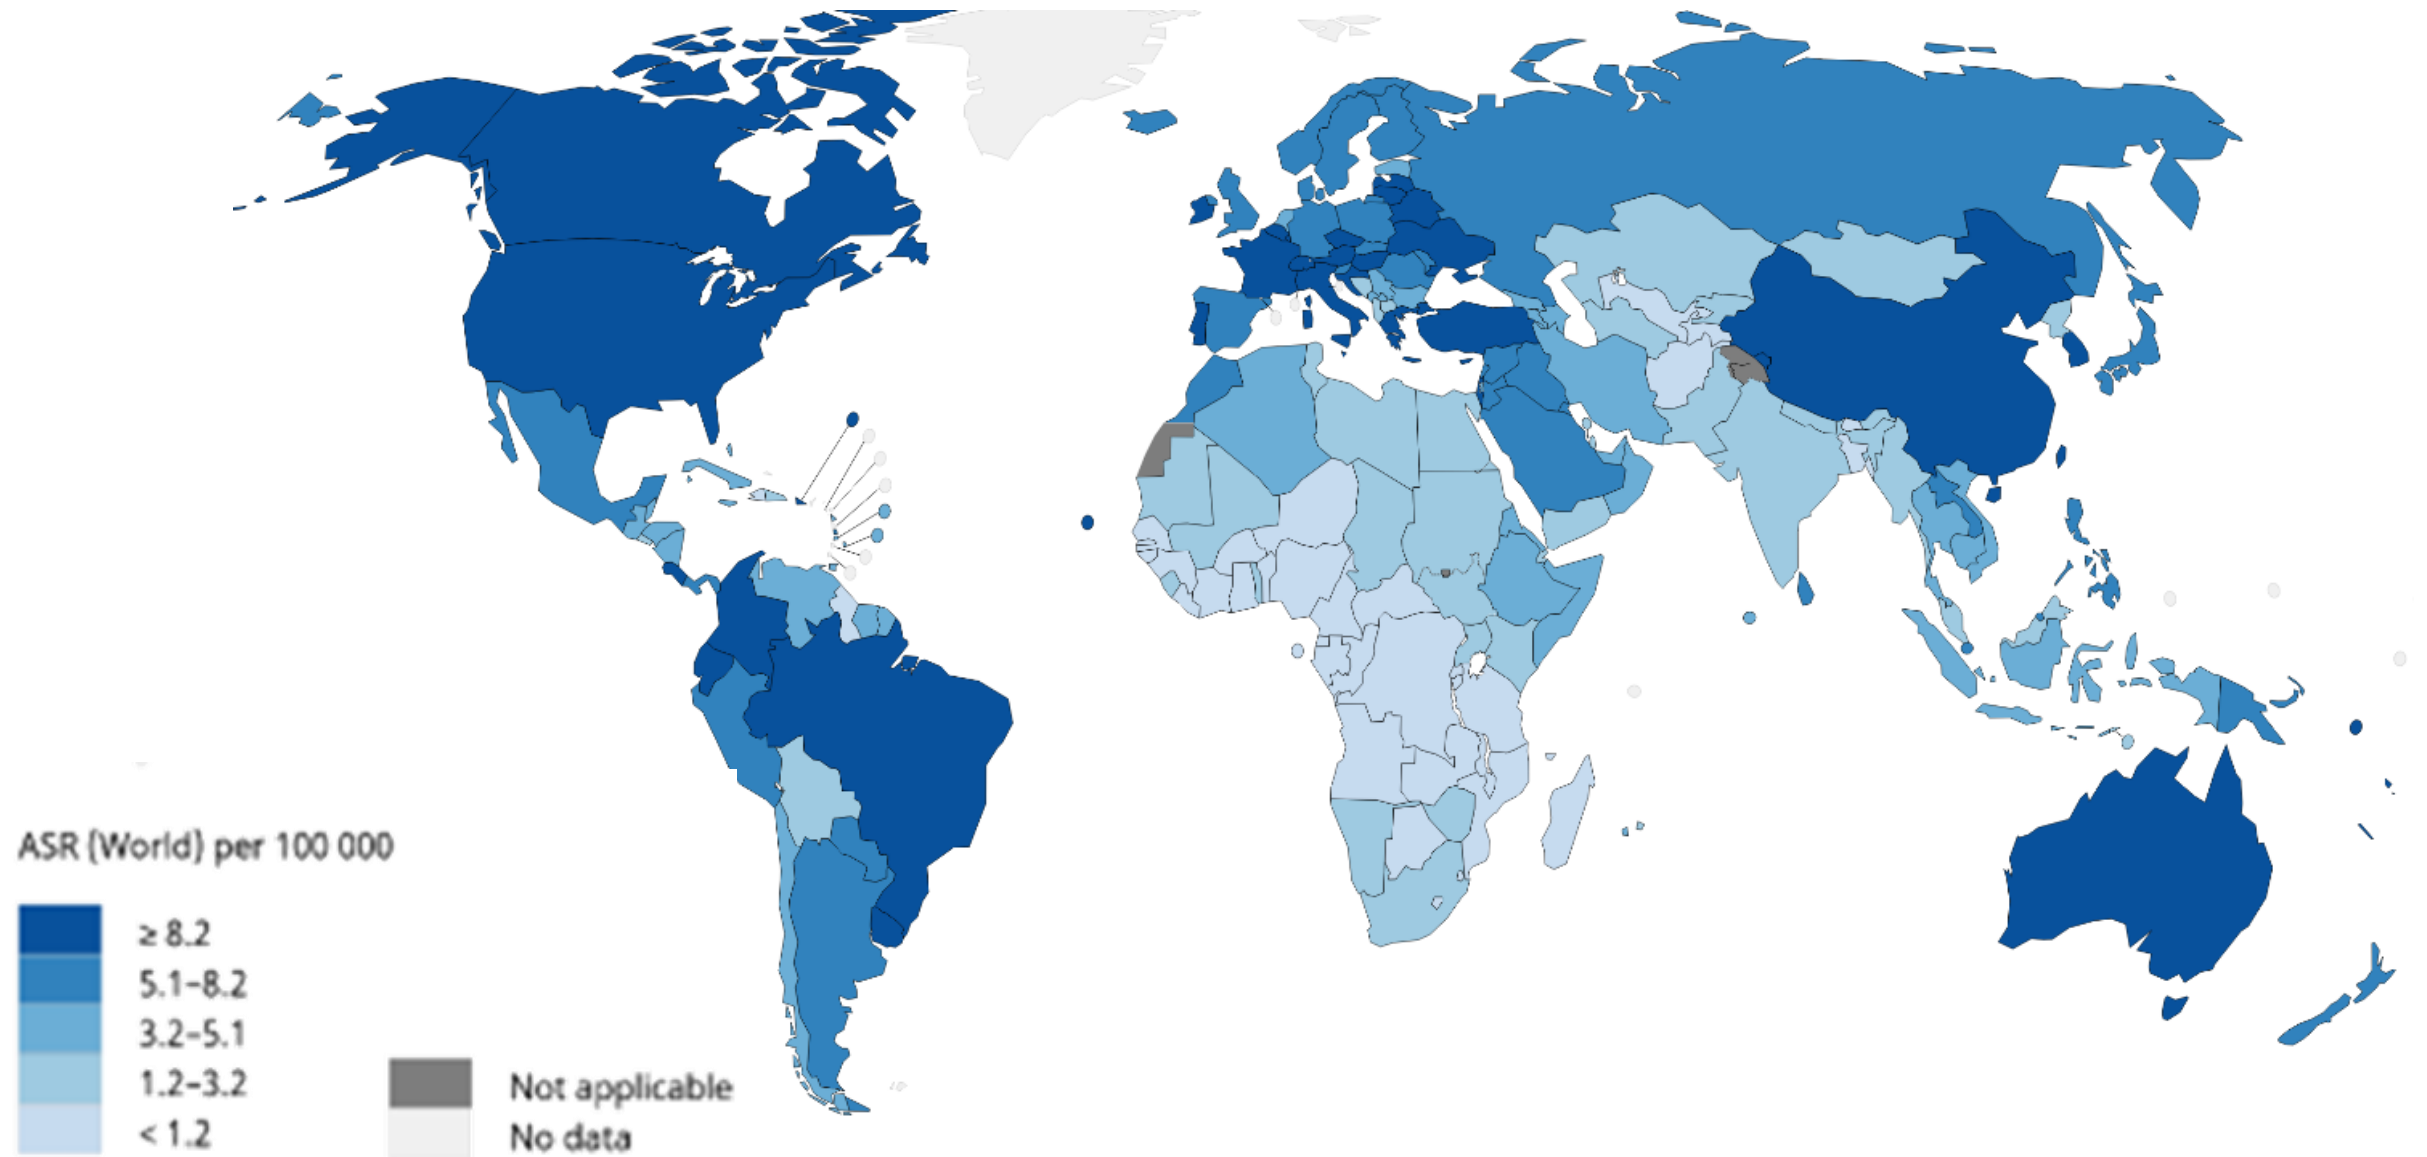 ASR (World) per 100 000
≥ 8.2
5.1–8.2
3.2–5.1
1.2–3.2
< 1.2
Not applicable
No data